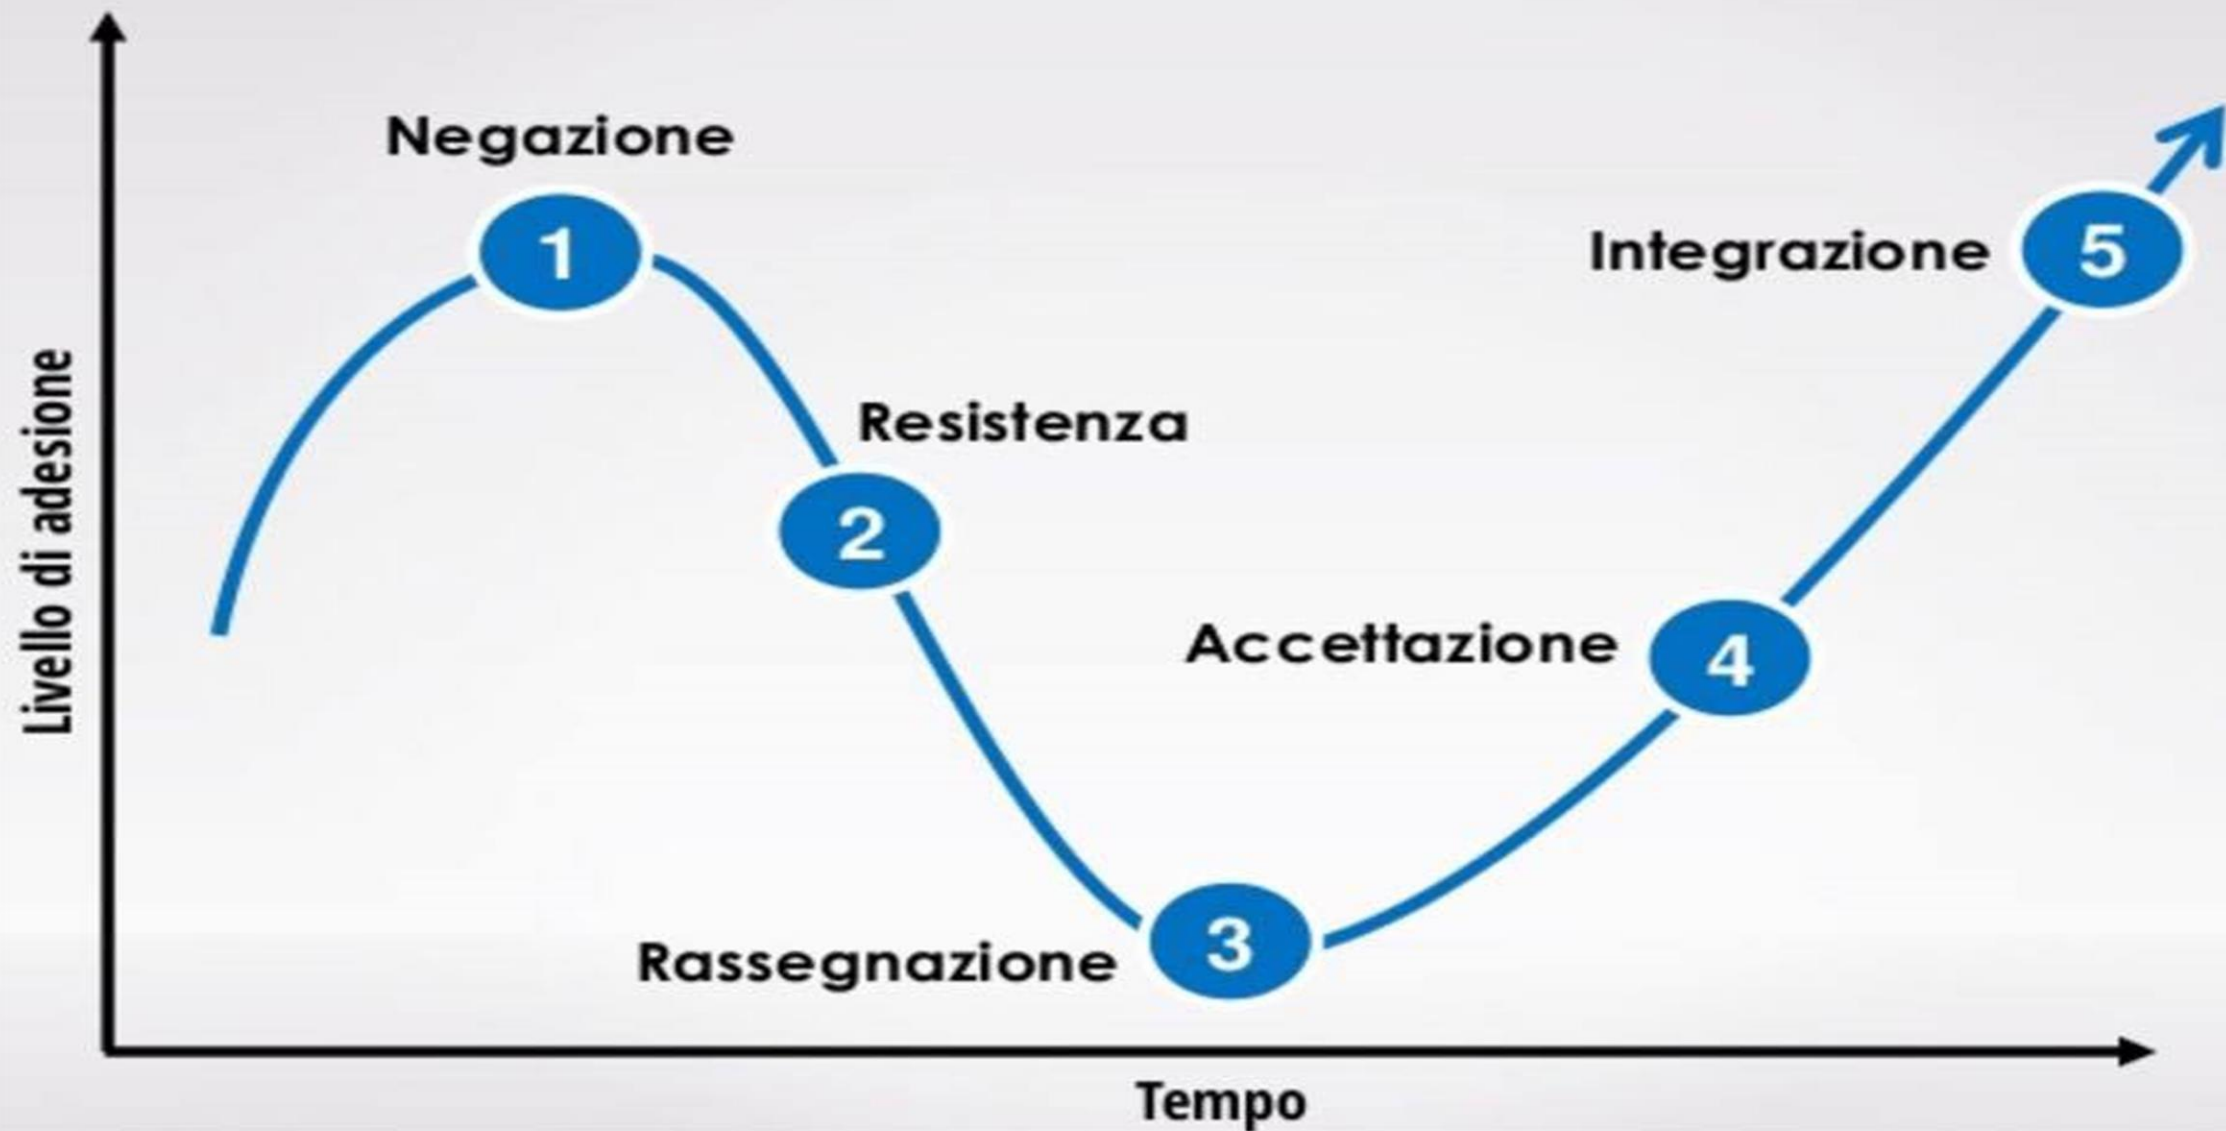 Negazione
1
Integrazione
5
Resistenza
2
Livello di adesione
Accettazione
4
Rassegnazione
3
Tempo